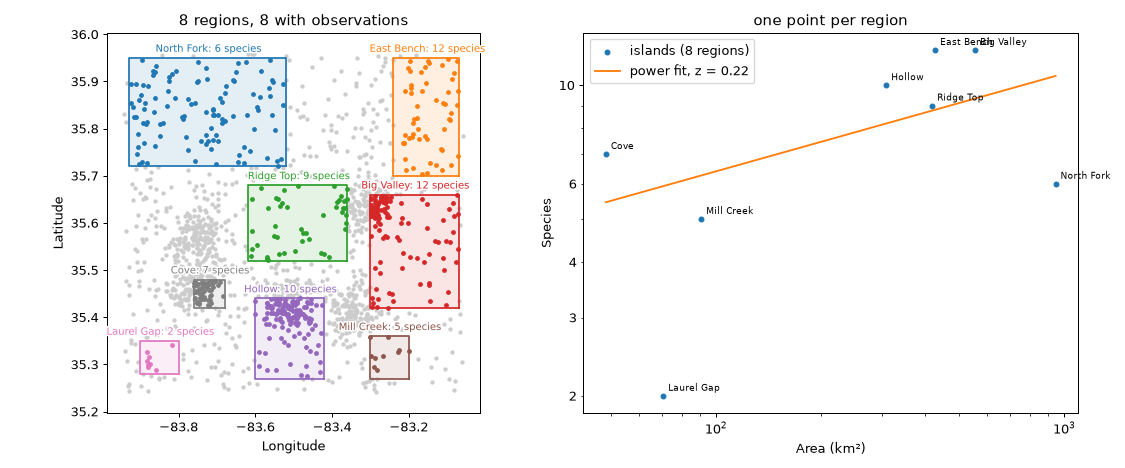 8 regions, 8 with observations
North Fork: 6 species
East Bench: 12 species
Ridge Top: 9 species
Big Valley: 12 species
Cove: 7 species
Hollow: 10 species
Laurel Gap: 2 species
Mill Creek: 5 species
36.0
35.9
35.8
35.7
35.6
35.5
35.4
35.3
35.2
Latitude
−83.8
−83.6
−83.4
−83.2
Longitude
one point per region
islands (8 regions)
power fit, z = 0.22
East Bench
Big Valley
Hollow
Ridge Top
Cove
North Fork
Mill Creek
Laurel Gap
10
6
4
3
2
Species
10²
10³
Area (km²)